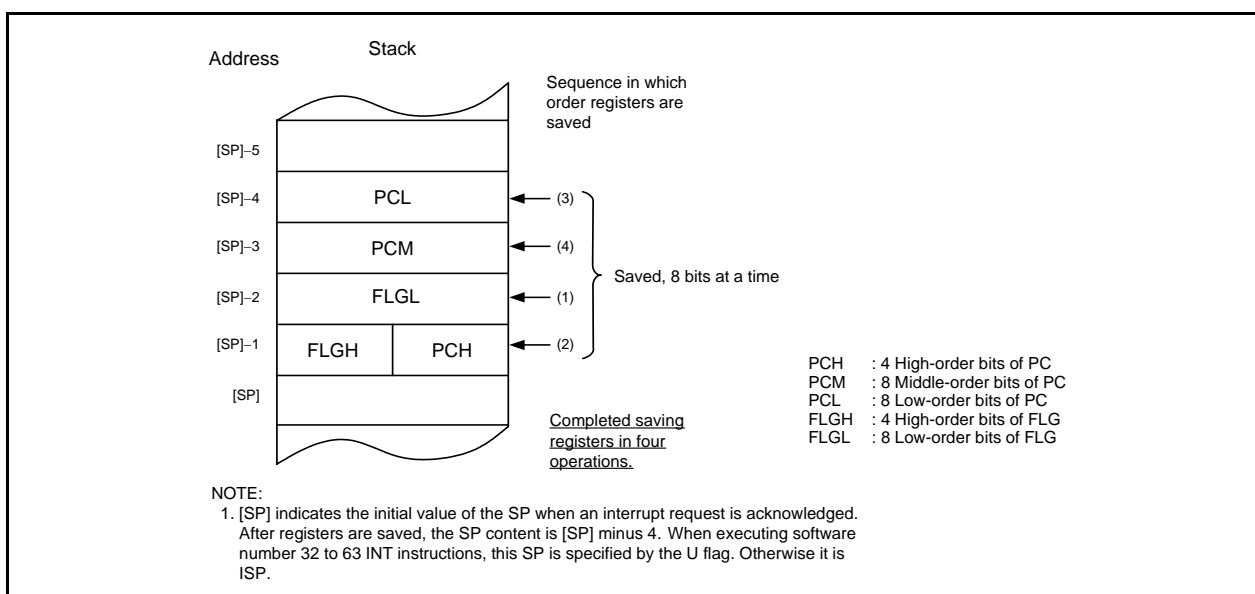 Address
Stack
Sequence in which
order registers are
saved
[SP]−5
[SP]−4
PCL
(3)
[SP]−3
PCM
(4)
Saved, 8 bits at a time
[SP]−2
FLGL
(1)
[SP]−1
FLGH
PCH
(2)
[SP]
PCH : 4 High-order bits of PC
PCM : 8 Middle-order bits of PC
PCL : 8 Low-order bits of PC
FLGH : 4 High-order bits of FLG
FLGL : 8 Low-order bits of FLG
Completed saving
registers in four
operations.
NOTE:
1. [SP] indicates the initial value of the SP when an interrupt request is acknowledged.
After registers are saved, the SP content is [SP] minus 4. When executing software
number 32 to 63 INT instructions, this SP is specified by the U flag. Otherwise it is
ISP.